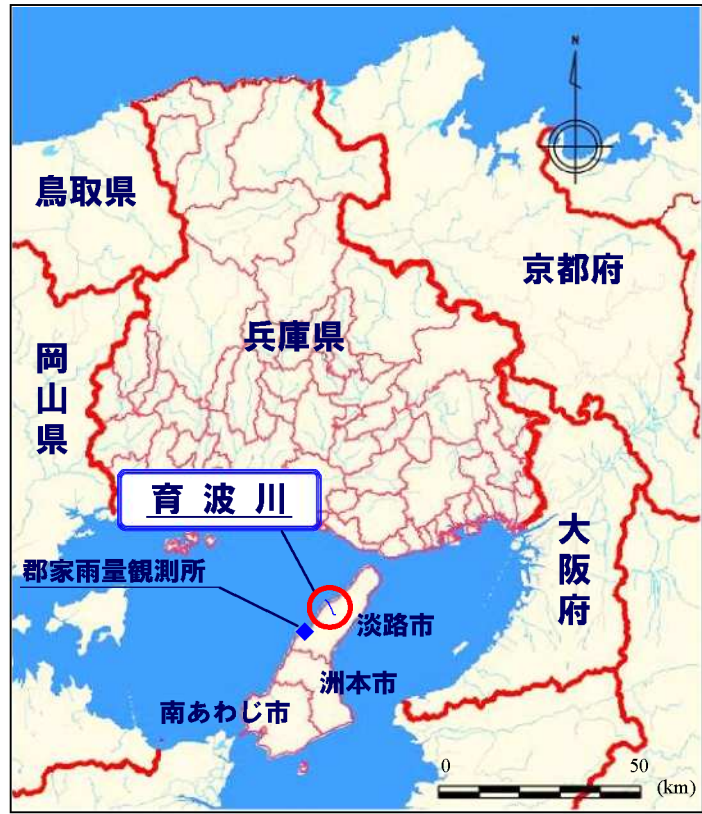 N
鳥取県
京都府
兵庫県
岡山県
育波川
大阪府
郡家雨量観測所
淡路市
洲本市
南あわじ市
0 50
(km)